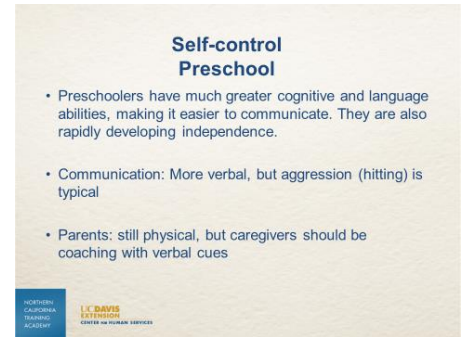 Self-control
Preschool
• Preschoolers have much greater cognitive and language
abilities, making it easier to communicate. They are also
rapidly developing independence.
• Communication: More verbal, but aggression (hitting) is
typical
• Parents: still physical, but caregivers should be
coaching with verbal cues
NORTHERN
CALIFORNIA
TRAINING
ACADEMY
UCDAVIS
EXTENSION
CENTER FOR HUMAN SERVICES